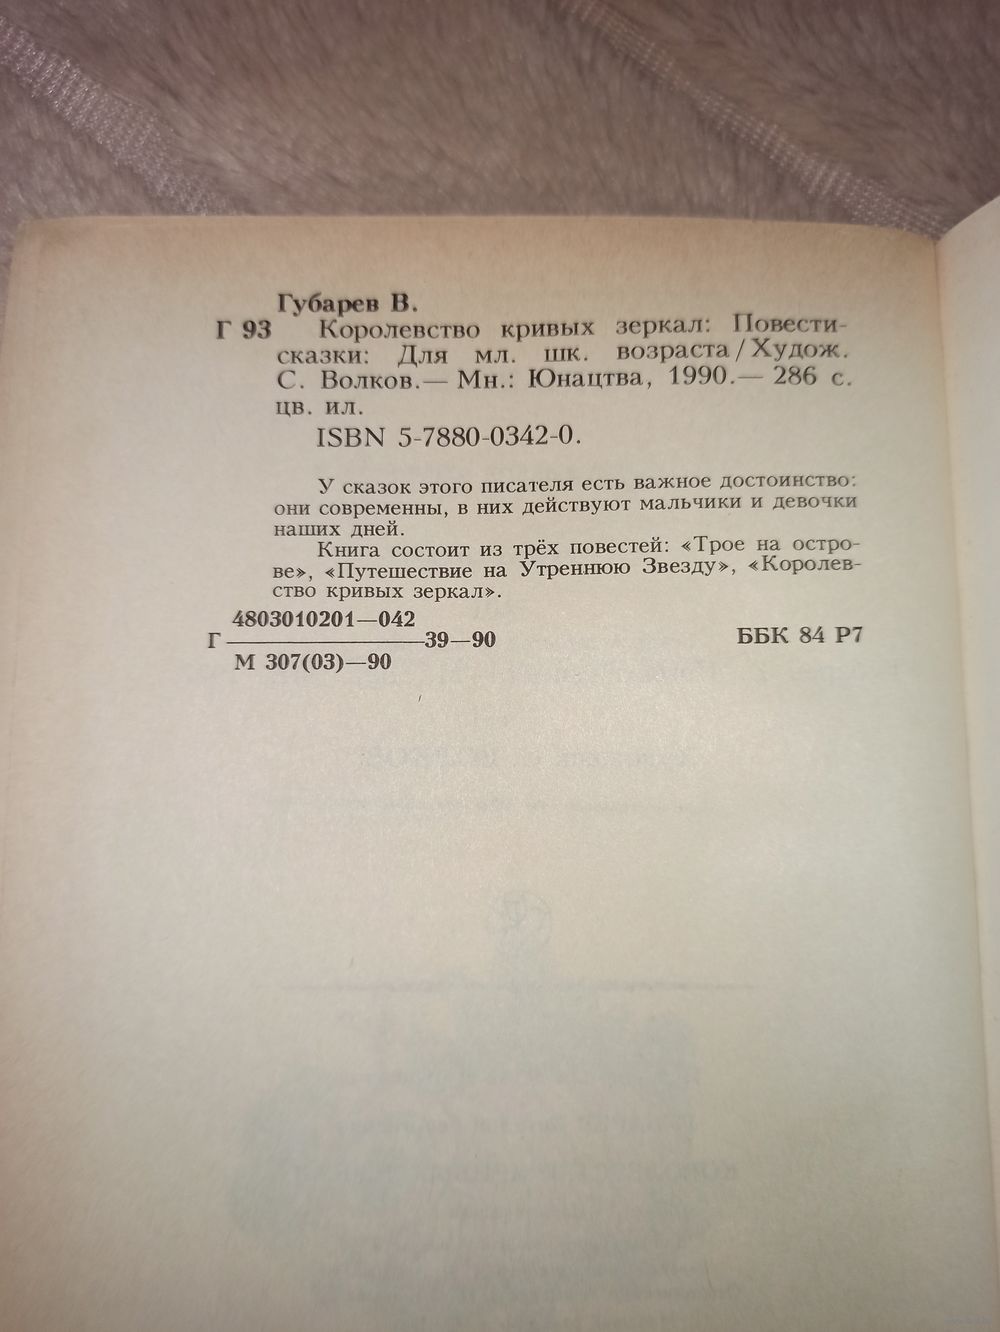 Губарев В.
Г 93 Королевство кривых зеркал: Повести-
сказки: Для мл. шк. возраста / Худож.
С. Волков.— Мн.: Юнацтва, 1990.— 286 с.
цв. ил.
ISBN 5-7880-0342-0.
У сказок этого писателя есть важное достоинство:
они современны, в них действуют мальчики и девочки
наших дней.
Книга состоит из трёх повестей: «Трое на остро-
ве», «Путешествие на Утреннюю Звезду», «Королев-
ство кривых зеркал».
4803010201—042
Г ————— 39—90
М 307(03)—90
ББК 84 Р7